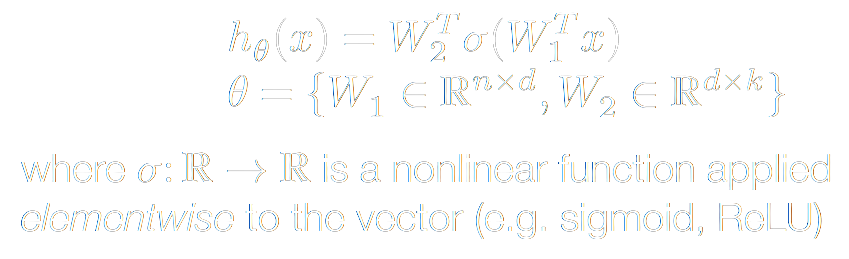 h_θ(x) = W_2^T σ(W_1^T x)
θ = {W_1 ∈ ℝ^{n×d}, W_2 ∈ ℝ^{d×k}}
where σ: ℝ → ℝ is a nonlinear function applied
elementwise to the vector (e.g. sigmoid, ReLU)